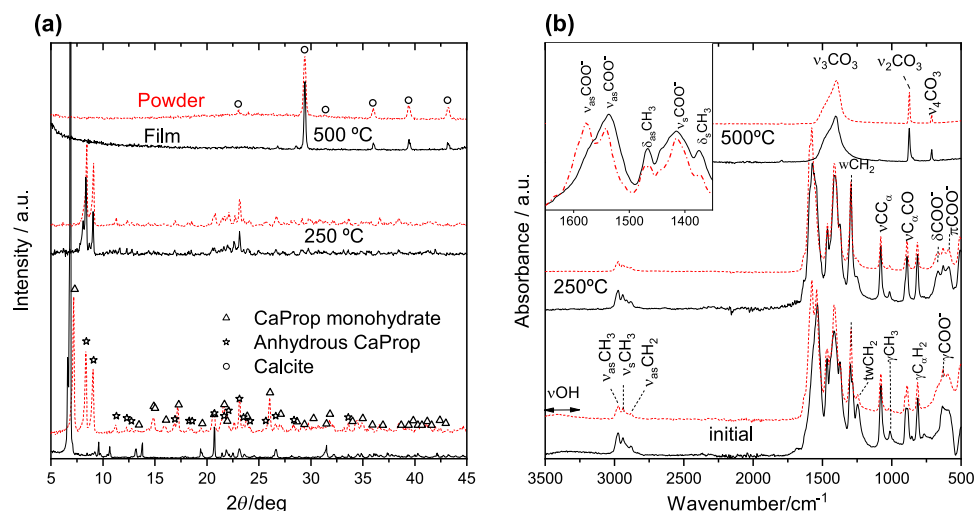 (a)
Intensity / a.u.
Powder
Film
500 ºC
250 ºC
CaProp monohydrate
Anhydrous CaProp
Calcite
5 10 15 20 25 30 35 40 45
2θ/deg
(b)
Absorbance / a.u.
νasCOO⁻
νasCOO⁻
δasCH₃
νsCOO⁻
δsCH₃
1600 1500 1400
ν₃CO₃
ν₂CO₃
ν₄CO₃
500ºC
wCH₂
νCCα
νCαCO
δCOO⁻
πCOO⁻
250ºC
νOH
νasCH₃
νsCH₃
νasCH₂
twCH₂
γCH₃
γCαH₂
γCOO⁻
initial
3500 3000 2500 2000 1500 1000 500
Wavenumber/cm⁻¹